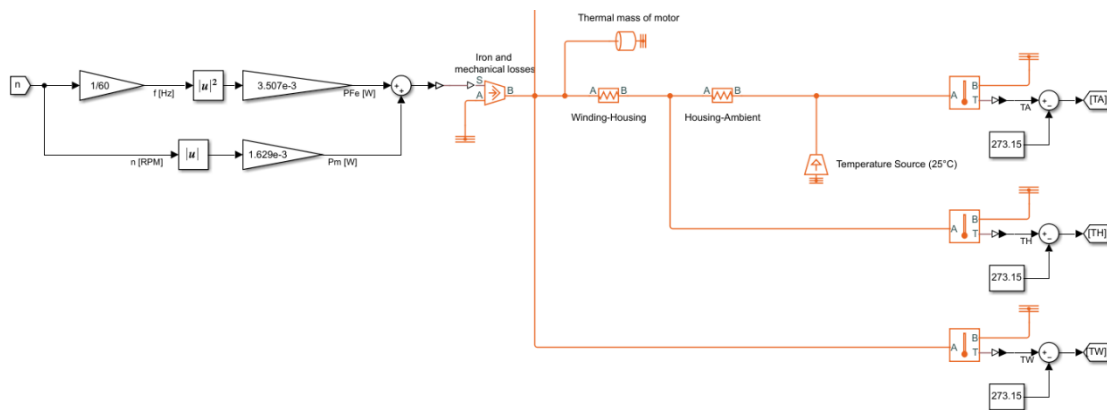 Thermal mass of motor
Iron and
mechanical losses
n
1/60
f [Hz]
|u|²
3.507e-3
PFe [W]
+
+
S
A
B
A
B
Winding-Housing
A
B
Housing-Ambient
A
B
T
TA
+
−
[TA]
273.15
n [RPM]
|u|
1.629e-3
Pm [W]
Temperature Source (25°C)
A
B
T
TH
+
−
[TH]
273.15
A
B
T
TW
+
−
[TW]
273.15